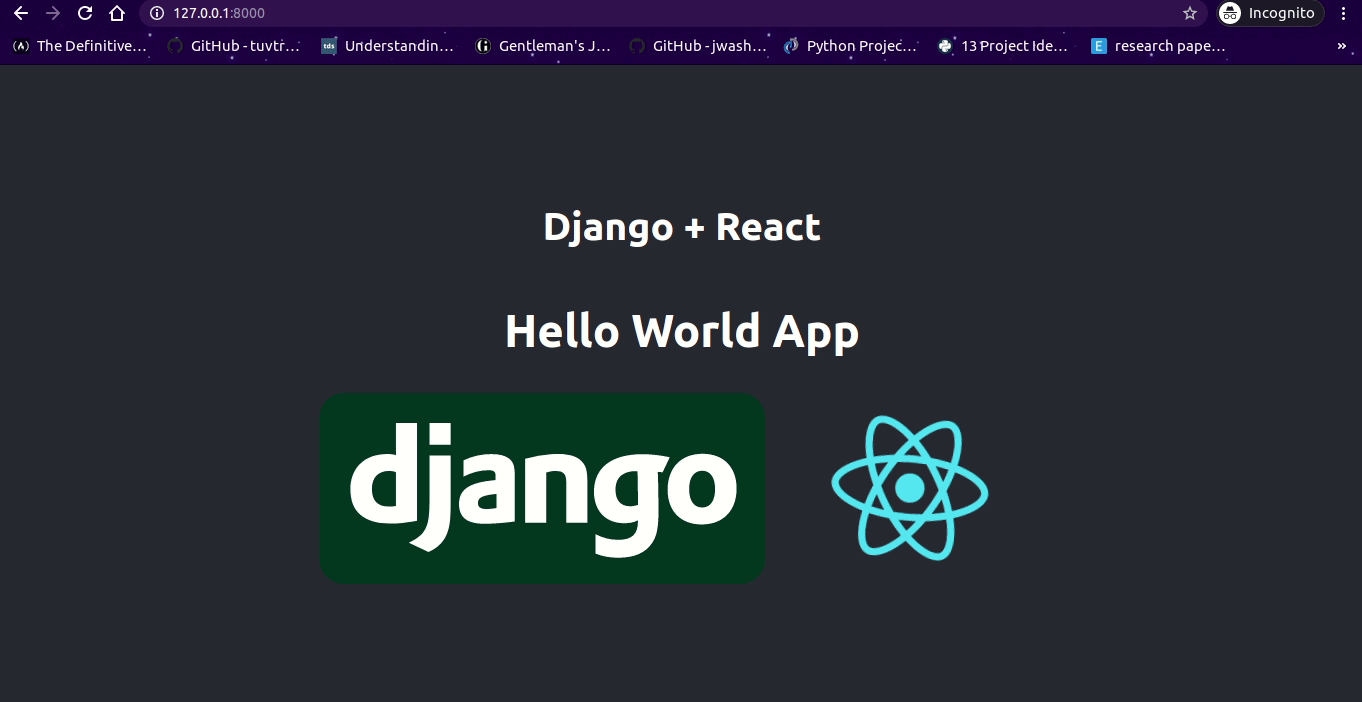 127.0.0.1:8000 Incognito
The Definitive... GitHub - tuvtr... Understandin... Gentleman's J... GitHub - jwash... Python Projec... 13 Project Ide... research pape... »
Django + React
Hello World App
django